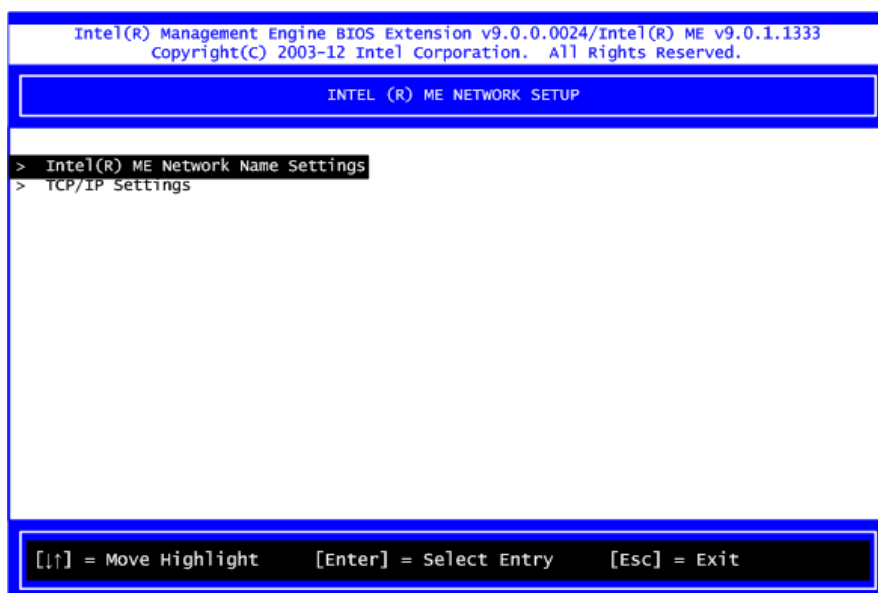 Intel(R) Management Engine BIOS Extension v9.0.0.0024/Intel(R) ME v9.0.1.1333
Copyright(C) 2003-12 Intel Corporation. All Rights Reserved.
INTEL (R) ME NETWORK SETUP
> Intel(R) ME Network Name Settings
> TCP/IP Settings
[↓↑] = Move Highlight [Enter] = Select Entry [Esc] = Exit